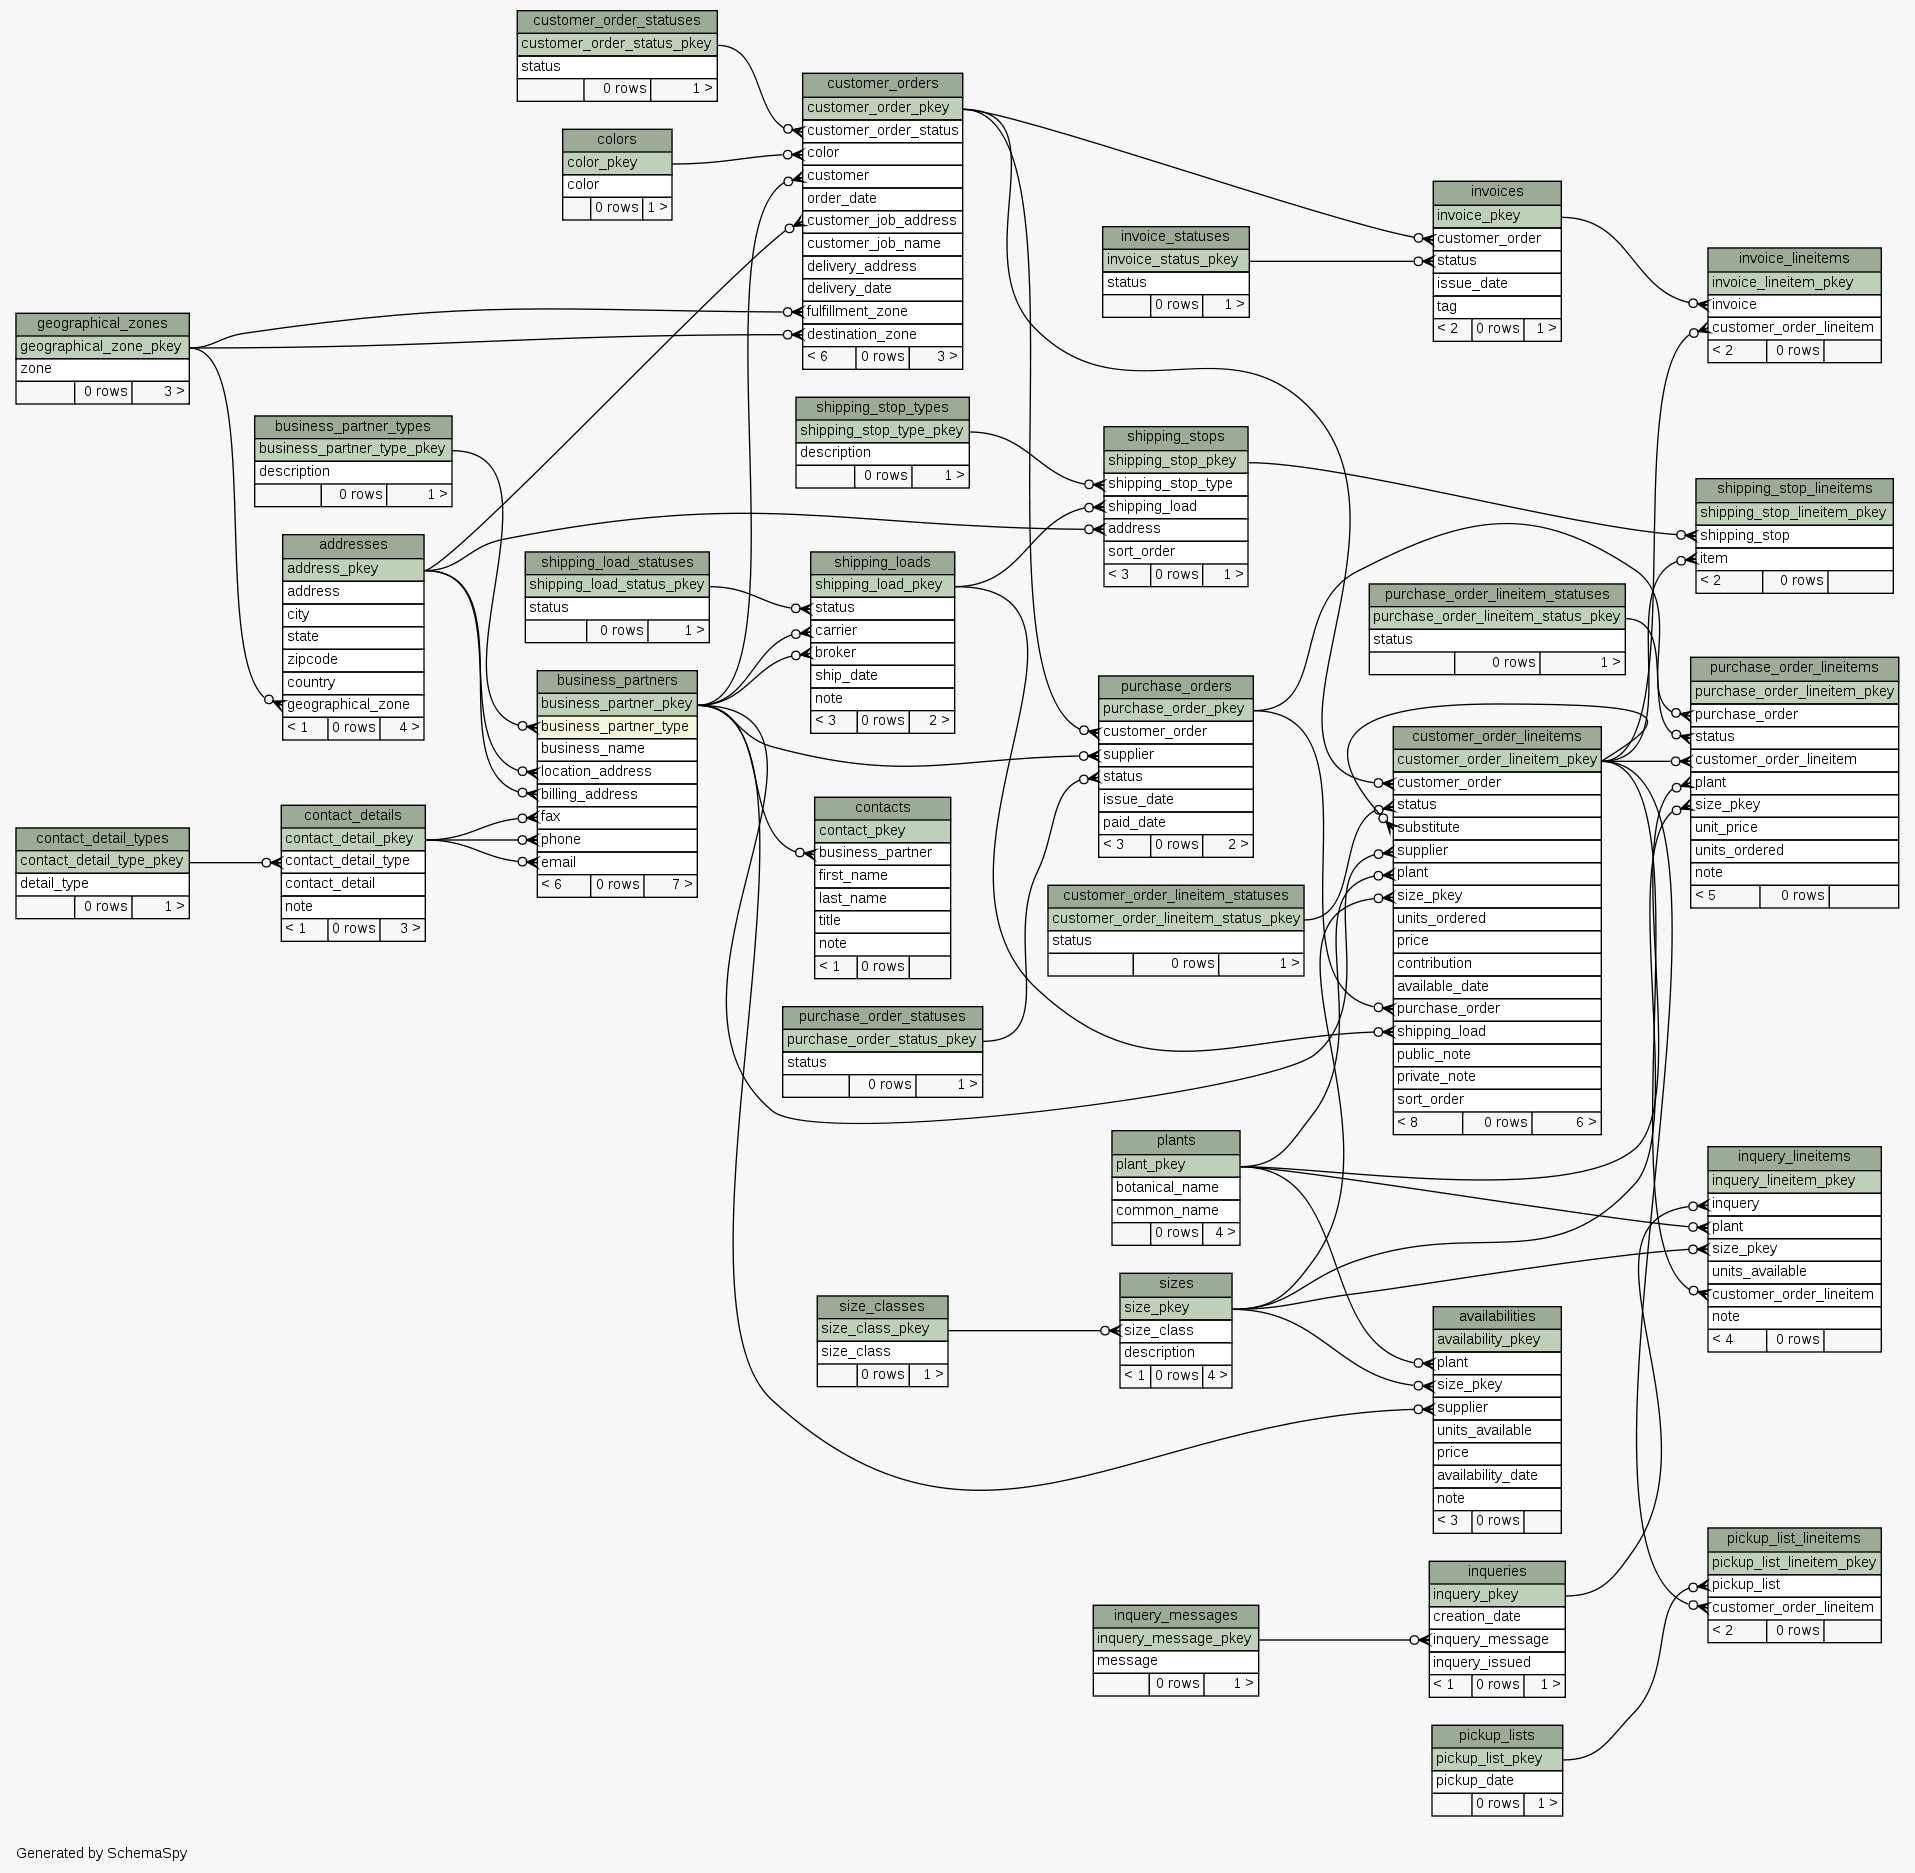 customer_order_statuses
customer_order_status_pkey
status
0 rows 1 >
customer_orders
customer_order_pkey
customer_order_status
color
customer
order_date
customer_job_address
customer_job_name
delivery_address
delivery_date
fulfillment_zone
destination_zone
< 6 0 rows 3 >
colors
color_pkey
color
0 rows 1 >
invoices
invoice_pkey
customer_order
status
issue_date
tag
< 2 0 rows 1 >
invoice_statuses
invoice_status_pkey
status
0 rows 1 >
invoice_lineitems
invoice_lineitem_pkey
invoice
customer_order_lineitem
< 2 0 rows
geographical_zones
geographical_zone_pkey
zone
0 rows 3 >
business_partner_types
business_partner_type_pkey
description
0 rows 1 >
shipping_stop_types
shipping_stop_type_pkey
description
0 rows 1 >
shipping_stops
shipping_stop_pkey
shipping_stop_type
shipping_load
address
sort_order
< 3 0 rows 1 >
shipping_stop_lineitems
shipping_stop_lineitem_pkey
shipping_stop
item
< 2 0 rows
addresses
address_pkey
address
city
state
zipcode
country
geographical_zone
< 1 0 rows 4 >
shipping_load_statuses
shipping_load_status_pkey
status
0 rows 1 >
shipping_loads
shipping_load_pkey
status
carrier
broker
ship_date
note
< 3 0 rows 2 >
purchase_order_lineitem_statuses
purchase_order_lineitem_status_pkey
status
0 rows 1 >
purchase_order_lineitems
purchase_order_lineitem_pkey
purchase_order
status
customer_order_lineitem
plant
size_pkey
unit_price
units_ordered
note
< 5 0 rows
business_partners
business_partner_pkey
business_partner_type
business_name
location_address
billing_address
fax
phone
email
< 6 0 rows 7 >
purchase_orders
purchase_order_pkey
customer_order
supplier
status
issue_date
paid_date
< 3 0 rows 2 >
customer_order_lineitems
customer_order_lineitem_pkey
customer_order
status
substitute
supplier
plant
size_pkey
units_ordered
price
contribution
available_date
purchase_order
shipping_load
public_note
private_note
sort_order
< 8 0 rows 6 >
contacts
contact_pkey
business_partner
first_name
last_name
title
note
< 1 0 rows
contact_details
contact_detail_pkey
contact_detail_type
contact_detail
note
< 1 0 rows 3 >
contact_detail_types
contact_detail_type_pkey
detail_type
0 rows 1 >
customer_order_lineitem_statuses
customer_order_lineitem_status_pkey
status
0 rows 1 >
purchase_order_statuses
purchase_order_status_pkey
status
0 rows 1 >
plants
plant_pkey
botanical_name
common_name
0 rows 4 >
inquery_lineitems
inquery_lineitem_pkey
inquery
plant
size_pkey
units_available
customer_order_lineitem
note
< 4 0 rows
sizes
size_pkey
size_class
description
< 1 0 rows 4 >
size_classes
size_class_pkey
size_class
0 rows 1 >
availabilities
availability_pkey
plant
size_pkey
supplier
units_available
price
availability_date
note
< 3 0 rows
pickup_list_lineitems
pickup_list_lineitem_pkey
pickup_list
customer_order_lineitem
< 2 0 rows
inqueries
inquery_pkey
creation_date
inquery_message
inquery_issued
< 1 0 rows 1 >
inquery_messages
inquery_message_pkey
message
0 rows 1 >
pickup_lists
pickup_list_pkey
pickup_date
0 rows 1 >
Generated by SchemaSpy